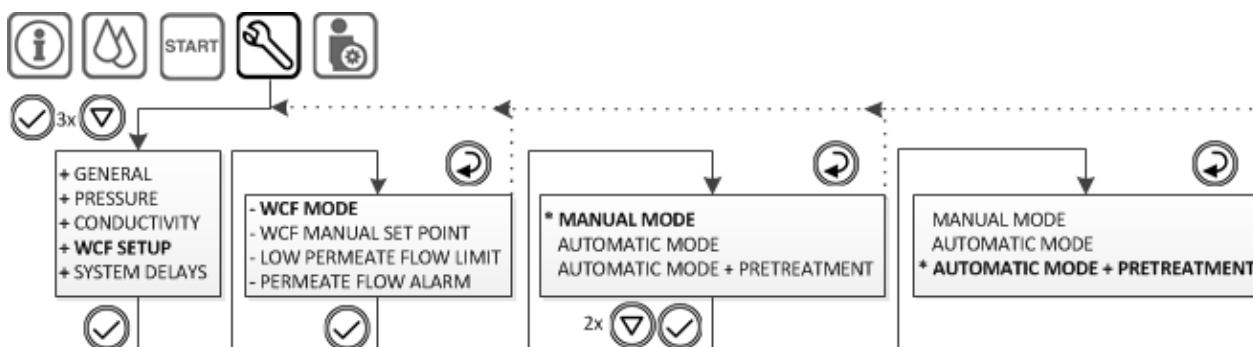 START
3x
+ GENERAL
+ PRESSURE
+ CONDUCTIVITY
+ WCF SETUP
+ SYSTEM DELAYS
- WCF MODE
- WCF MANUAL SET POINT
- LOW PERMEATE FLOW LIMIT
- PERMEATE FLOW ALARM
* MANUAL MODE
AUTOMATIC MODE
AUTOMATIC MODE + PRETREATMENT
2x
MANUAL MODE
AUTOMATIC MODE
* AUTOMATIC MODE + PRETREATMENT